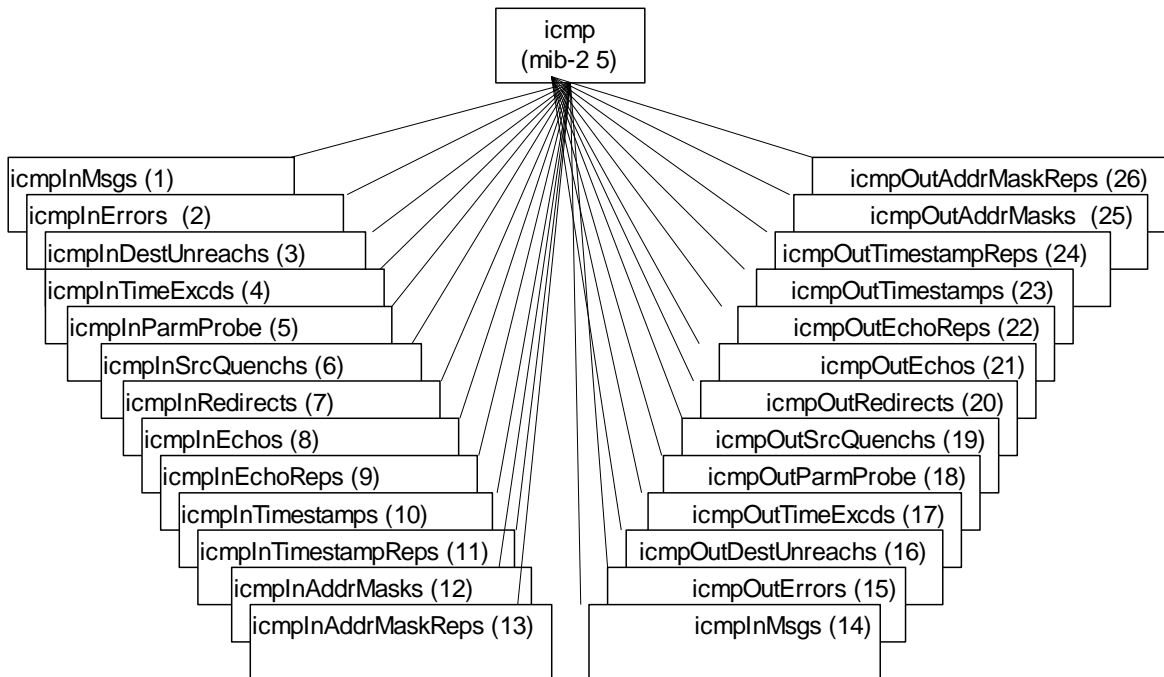 icmp
(mib-2 5)
icmpInMsgs (1)
icmpInErrors (2)
icmpInDestUnreachs (3)
icmpInTimeExcds (4)
icmpInParmProbe (5)
icmpInSrcQuenchs (6)
icmpInRedirects (7)
icmpInEchos (8)
icmpInEchoReps (9)
icmpInTimestamps (10)
icmpInTimestampReps (11)
icmpInAddrMasks (12)
icmpInAddrMaskReps (13)
icmpOutAddrMaskReps (26)
icmpOutAddrMasks (25)
icmpOutTimestampReps (24)
icmpOutTimestamps (23)
icmpOutEchoReps (22)
icmpOutEchos (21)
icmpOutRedirects (20)
icmpOutSrcQuenchs (19)
icmpOutParmProbe (18)
icmpOutTimeExcds (17)
icmpOutDestUnreachs (16)
icmpOutErrors (15)
icmpInMsgs (14)